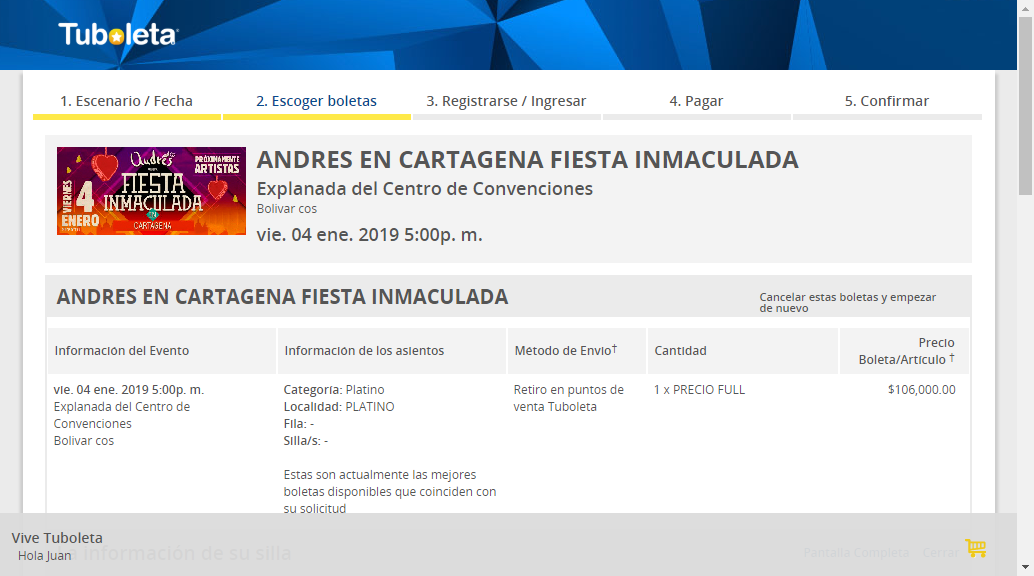 Tuboleta
1. Escenario / Fecha
2. Escoger boletas
3. Registrarse / Ingresar
4. Pagar
5. Confirmar
Andrés
PRÓXIMAMENTE
ARTISTAS
VIERNES
4
ENERO
FIESTA
INMACULADA
CARTAGENA
ANDRES EN CARTAGENA FIESTA INMACULADA
Explanada del Centro de Convenciones
Bolivar cos
vie. 04 ene. 2019 5:00p. m.
ANDRES EN CARTAGENA FIESTA INMACULADA
Cancelar estas boletas y empezar
de nuevo
Información del Evento
Información de los asientos
Método de Envío†
Cantidad
Precio
Boleta/Artículo †
vie. 04 ene. 2019 5:00p. m.
Explanada del Centro de
Convenciones
Bolivar cos
Categoría: Platino
Localidad: PLATINO
Fila: -
Silla/s: -
Estas son actualmente las mejores
boletas disponibles que coinciden con
su solicitud
Retiro en puntos de
venta Tuboleta
1 x PRECIO FULL
$106,000.00
Vive Tuboleta
Hola Juan
la información de su silla
Pantalla Completa
Cerrar